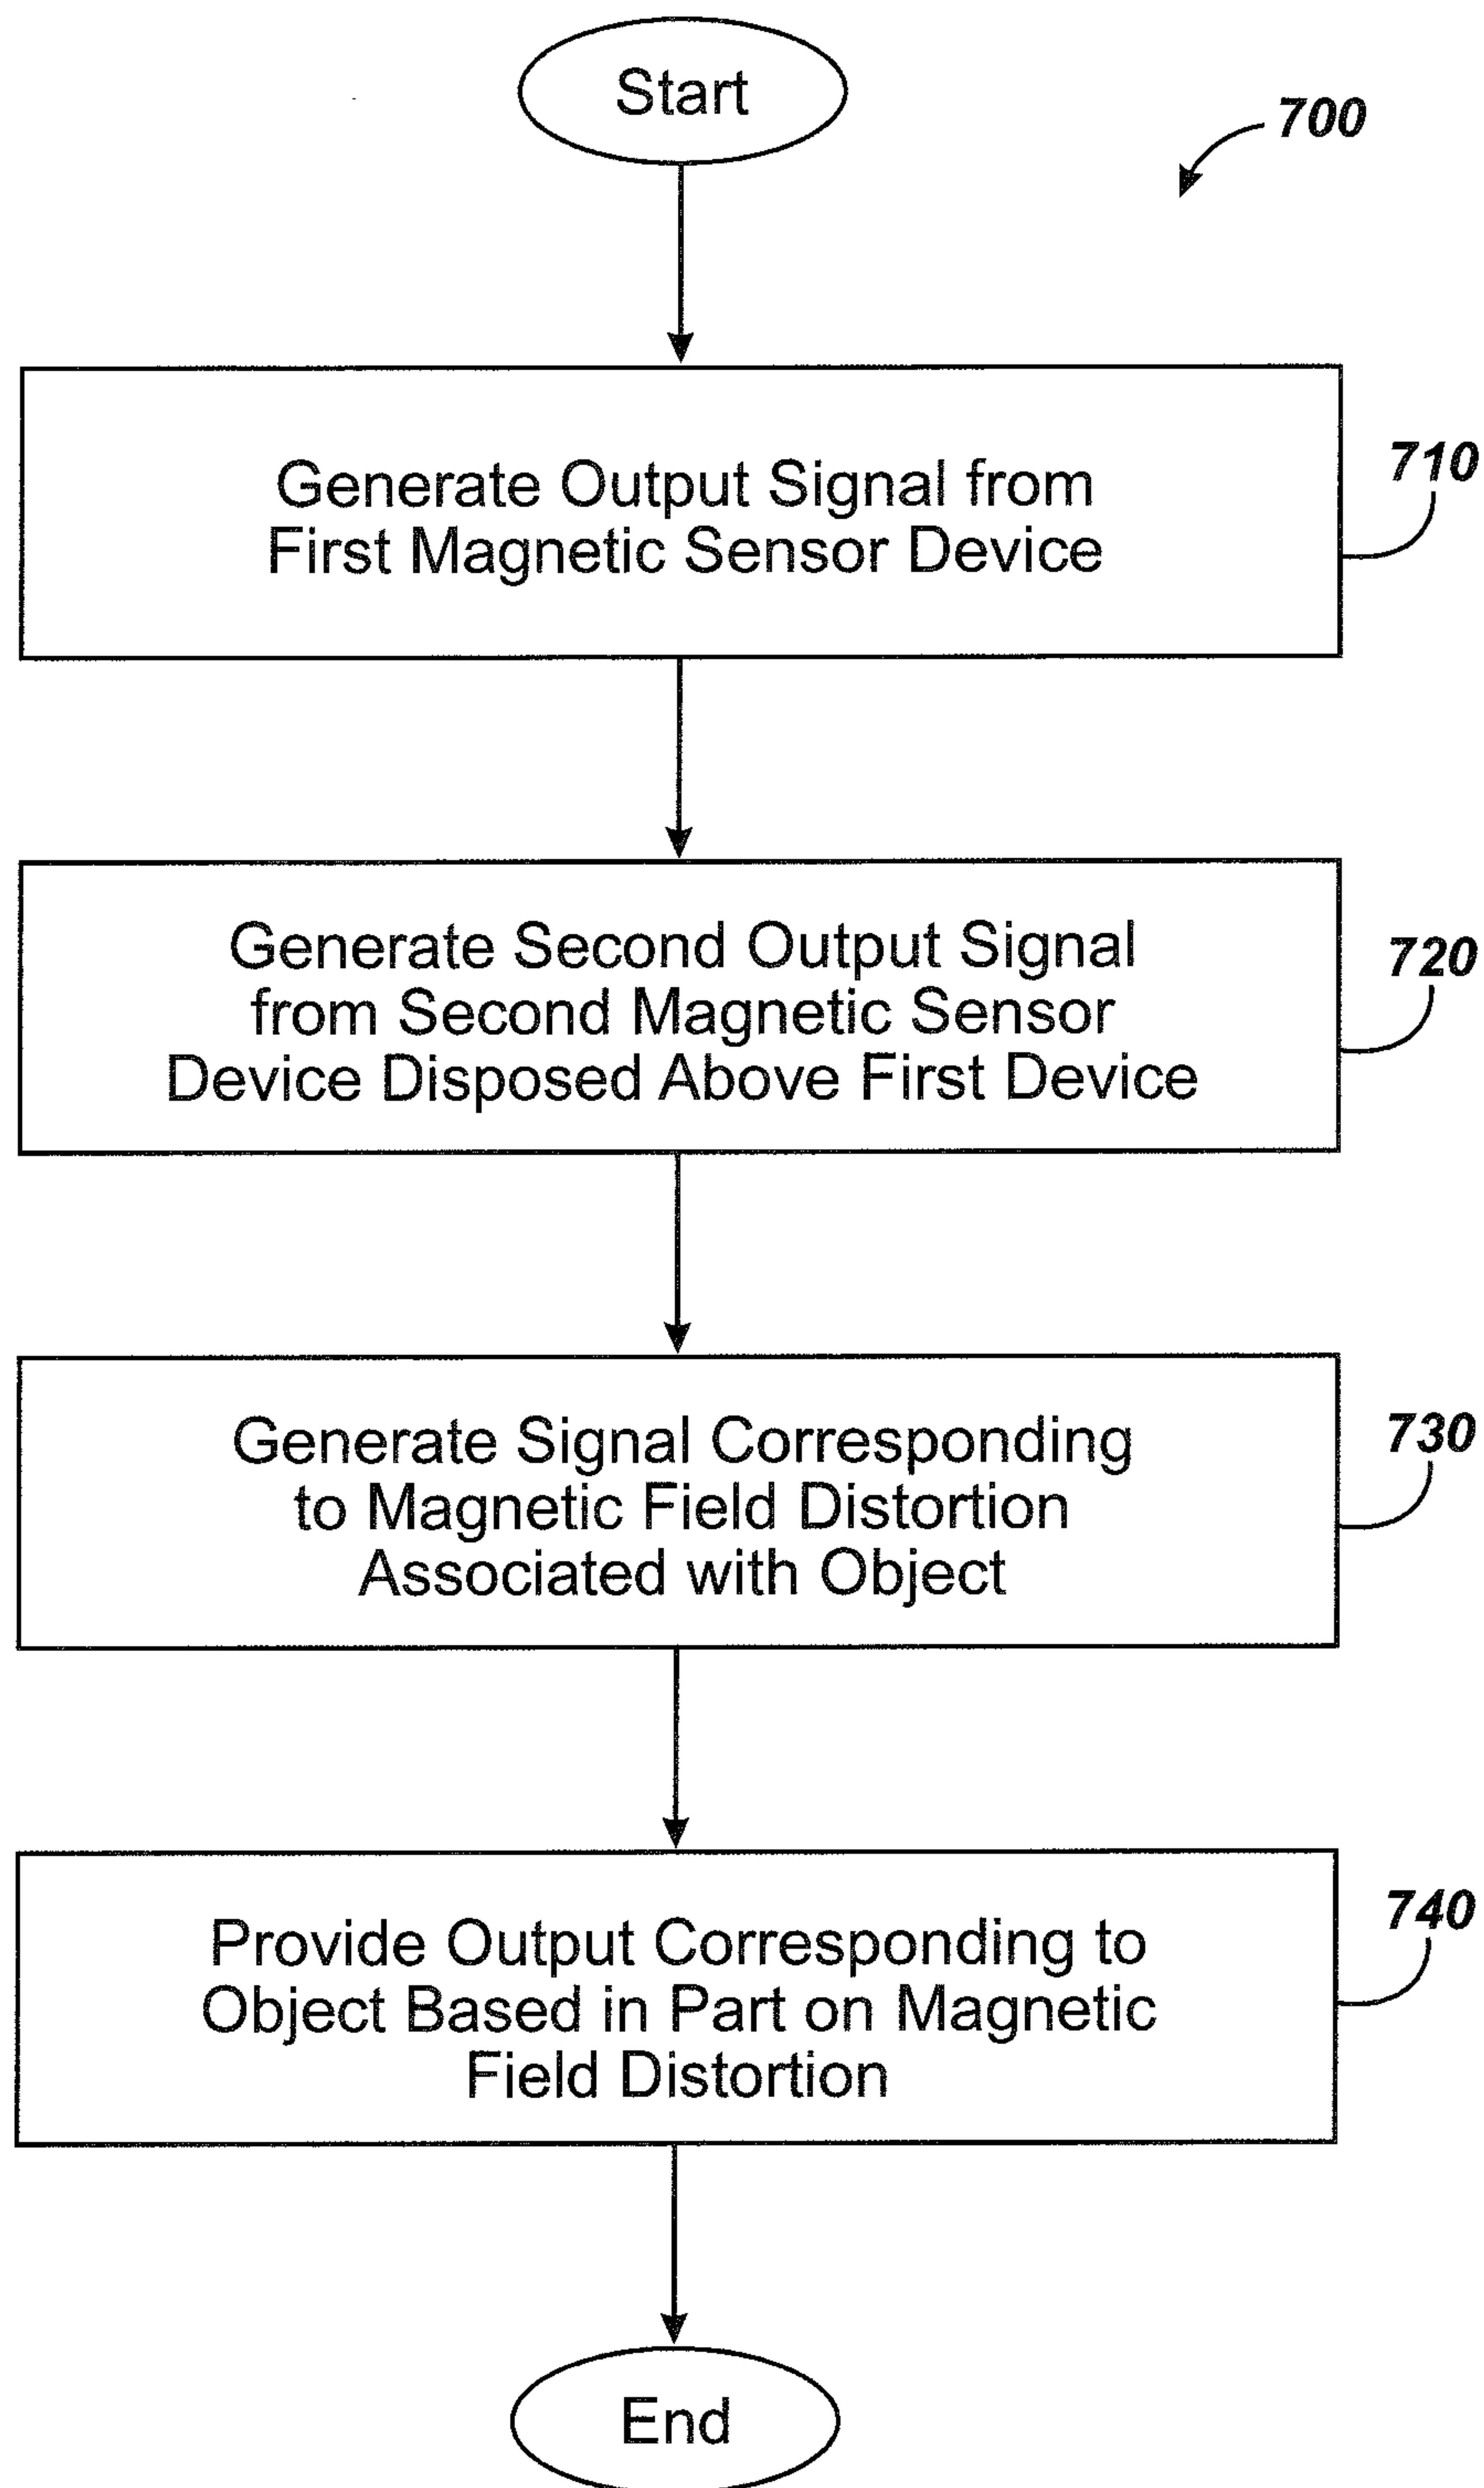 Start
700
Generate Output Signal from
First Magnetic Sensor Device
710
Generate Second Output Signal
from Second Magnetic Sensor
Device Disposed Above First Device
720
Generate Signal Corresponding
to Magnetic Field Distortion
Associated with Object
730
Provide Output Corresponding to
Object Based in Part on Magnetic
Field Distortion
740
End